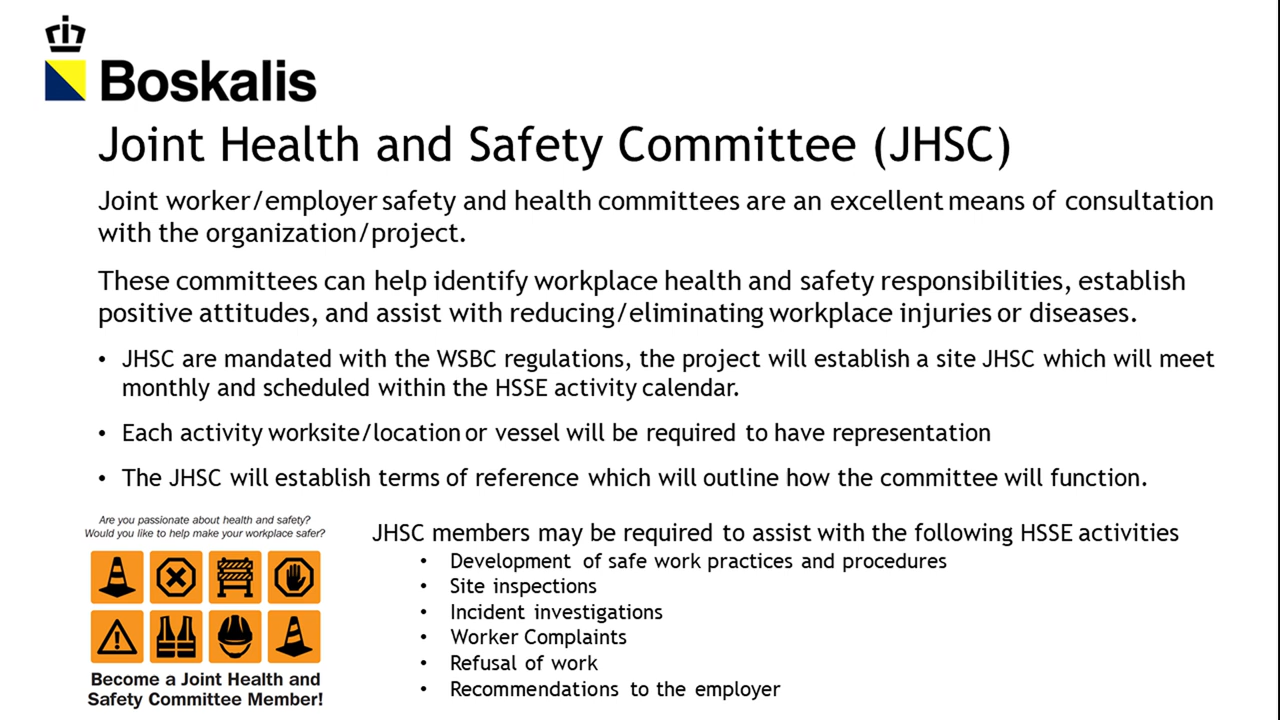 Boskalis
Joint Health and Safety Committee (JHSC)
Joint worker/employer safety and health committees are an excellent means of consultation
with the organization/project.
These committees can help identify workplace health and safety responsibilities, establish
positive attitudes, and assist with reducing/eliminating workplace injuries or diseases.
• JHSC are mandated with the WSBC regulations, the project will establish a site JHSC which will meet
monthly and scheduled within the HSSE activity calendar.
• Each activity worksite/location or vessel will be required to have representation
• The JHSC will establish terms of reference which will outline how the committee will function.
Are you passionate about health and safety?
Would you like to help make your workplace safer?
Become a Joint Health and
Safety Committee Member!
JHSC members may be required to assist with the following HSSE activities
• Development of safe work practices and procedures
• Site inspections
• Incident investigations
• Worker Complaints
• Refusal of work
• Recommendations to the employer